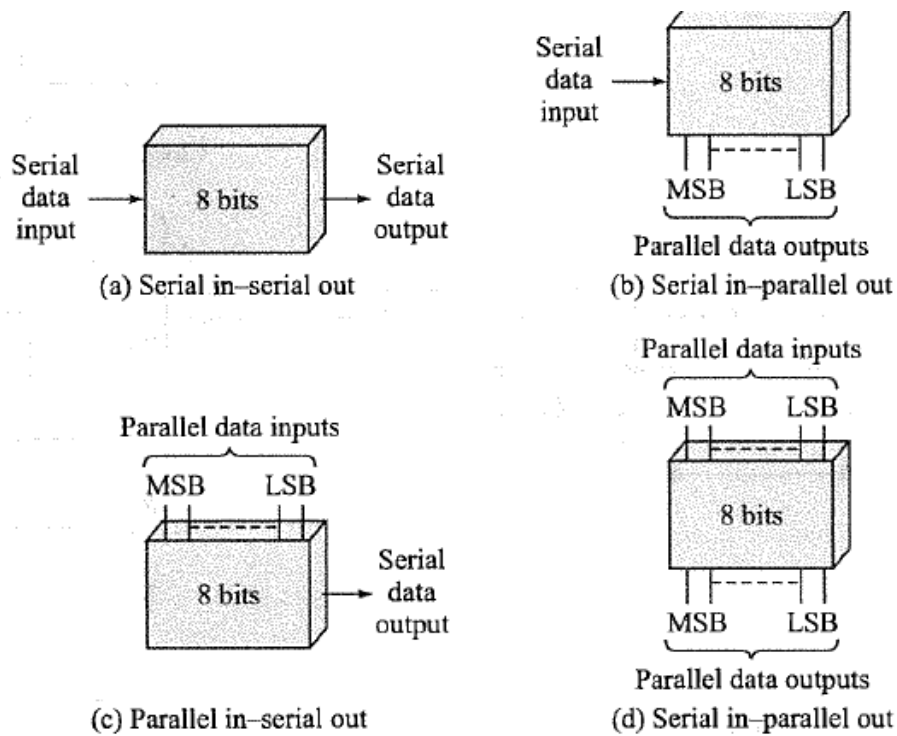 Serial
data
input
8 bits
Serial
data
output
(a) Serial in–serial out
Serial
data
input
8 bits
MSB LSB
Parallel data outputs
(b) Serial in–parallel out
Parallel data inputs
MSB LSB
8 bits
Serial
data
output
(c) Parallel in–serial out
Parallel data inputs
MSB LSB
8 bits
MSB LSB
Parallel data outputs
(d) Serial in–parallel out